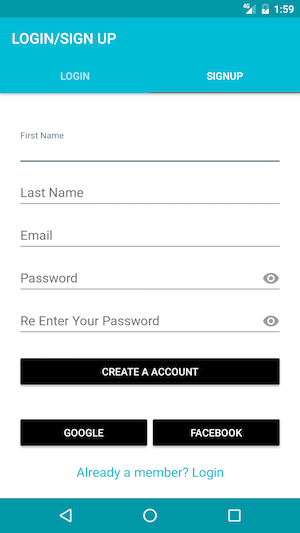 4G 1:59
LOGIN/SIGN UP
LOGIN SIGNUP
First Name
Last Name
Email
Password
Re Enter Your Password
CREATE A ACCOUNT
GOOGLE FACEBOOK
Already a member? Login